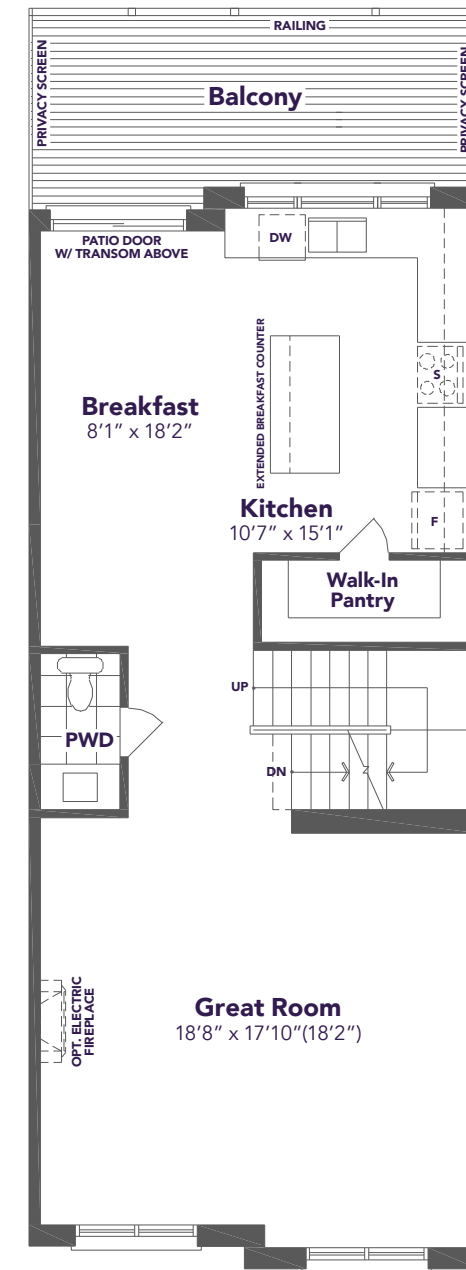 RAILING
PRIVACY SCREEN
Balcony
PRIVACY SCREEN
PATIO DOOR
W/ TRANSOM ABOVE
DW
S
EXTENDED BREAKFAST COUNTER
Breakfast
8'1" x 18'2"
Kitchen
10'7" x 15'1"
F
Walk-In
Pantry
UP
PWD
DN
Great Room
18'8" x 17'10"(18'2")
OPT. ELECTRIC
FIREPLACE